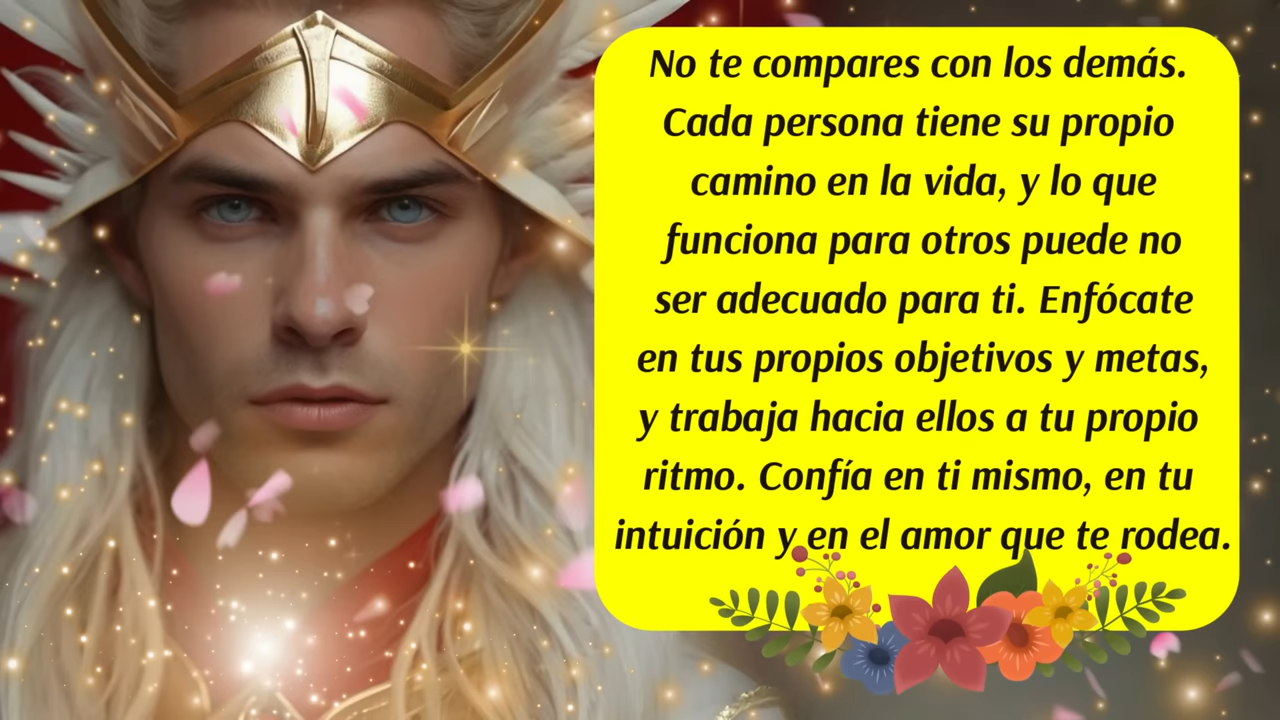 No te compares con los demás.
Cada persona tiene su propio
camino en la vida, y lo que
funciona para otros puede no
ser adecuado para ti. Enfócate
en tus propios objetivos y metas,
y trabaja hacia ellos a tu propio
ritmo. Confía en ti mismo, en tu
intuición y en el amor que te rodea.